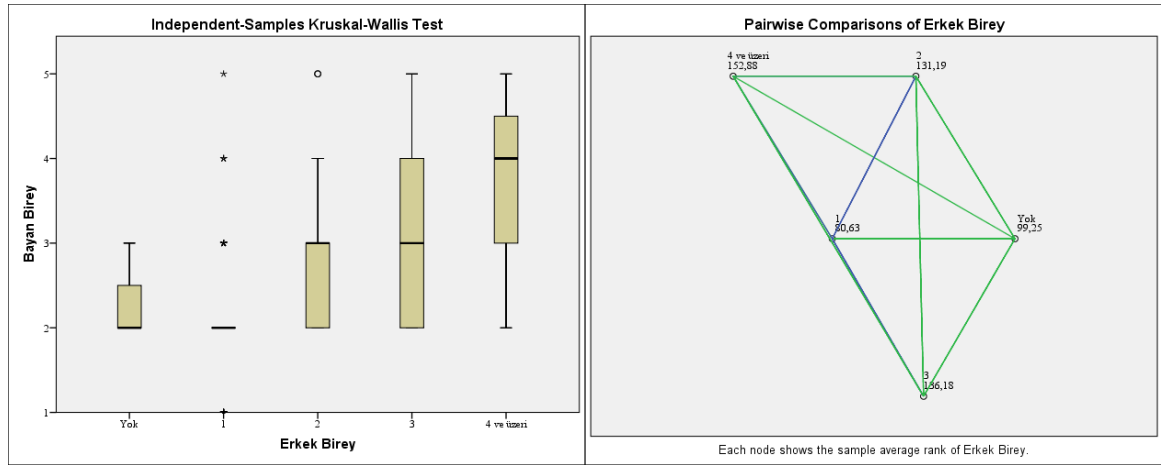 Independent-Samples Kruskal-Wallis Test
Bayan Birey
5
4
3
2
1
Yok
1
2
3
4 ve üzeri
Erkek Birey
Pairwise Comparisons of Erkek Birey
4 ve üzeri
152,88
2
131,19
1
80,63
Yok
99,25
3
136,18
Each node shows the sample average rank of Erkek Birey.